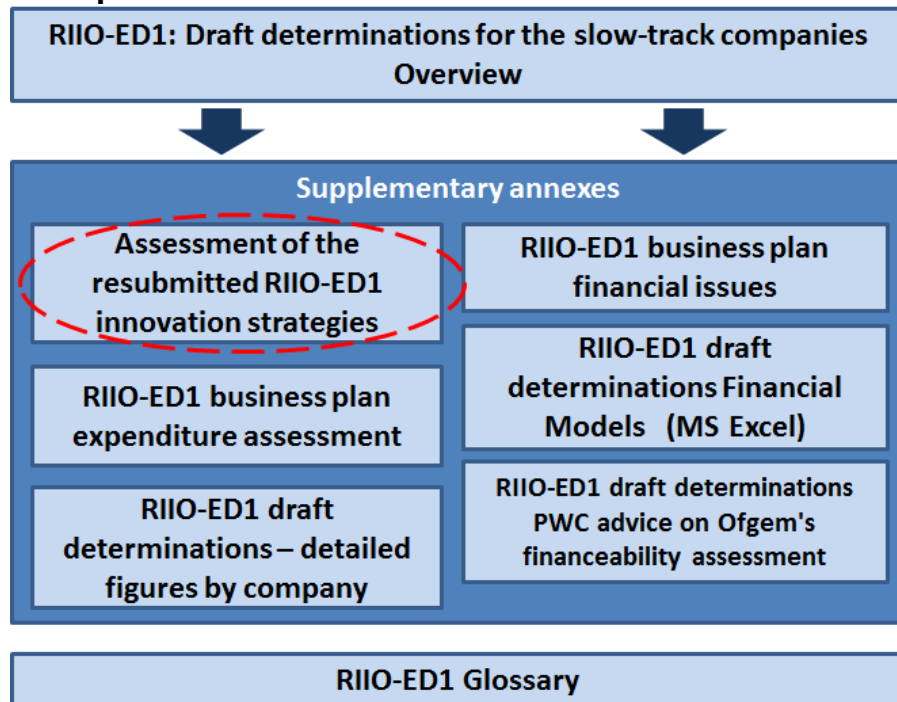 RIIO-ED1: Draft determinations for the slow-track companies
Overview
Supplementary annexes
Assessment of the
resubmitted RIIO-ED1
innovation strategies
RIIO-ED1 business plan
expenditure assessment
RIIO-ED1 draft
determinations – detailed
figures by company
RIIO-ED1 business plan
financial issues
RIIO-ED1 draft
determinations Financial
Models (MS Excel)
RIIO-ED1 draft determinations
PWC advice on Ofgem's
financeability assessment
RIIO-ED1 Glossary